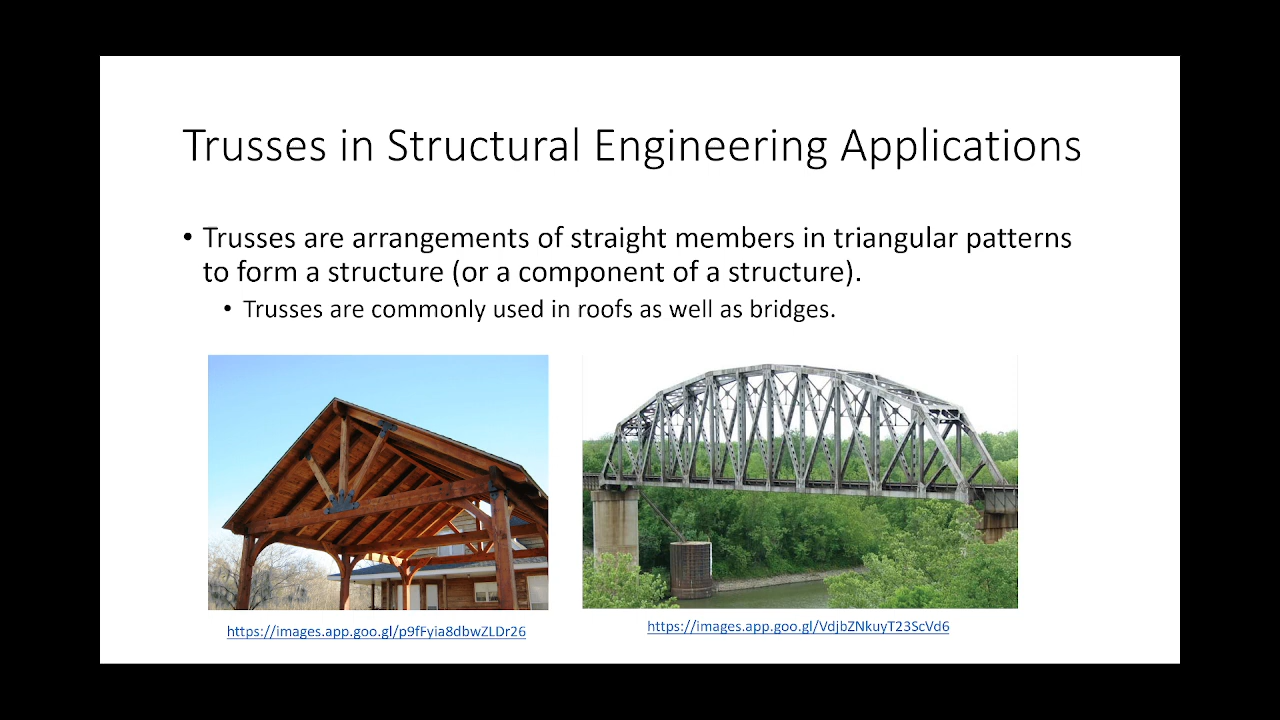 Trusses in Structural Engineering Applications
• Trusses are arrangements of straight members in triangular patterns
to form a structure (or a component of a structure).
• Trusses are commonly used in roofs as well as bridges.
https://images.app.goo.gl/p9fFyia8dbwZLDr26
https://images.app.goo.gl/VdjbZNkuyT23ScVd6